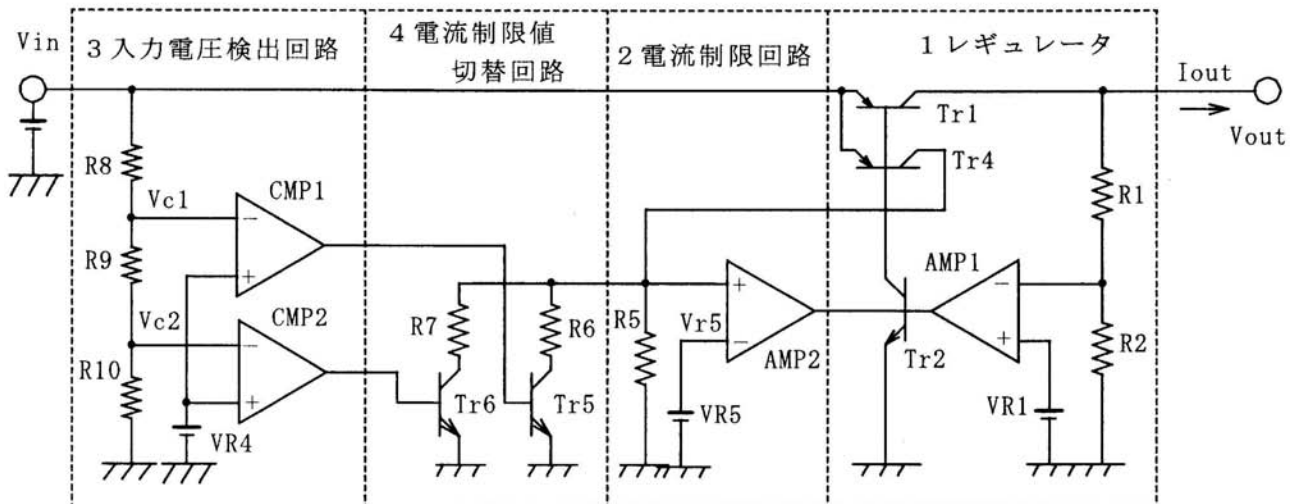 Vin
3入力電圧検出回路
4電流制限値
切替回路
2電流制限回路
1レギュレータ
Iout
Vout
Tr1
Tr4
R8
Vc1
CMP1
R9
Vc2
CMP2
R10
VR4
R7
R6
Tr6
Tr5
R5
Vr5
VR5
AMP2
AMP1
Tr2
VR1
R1
R2